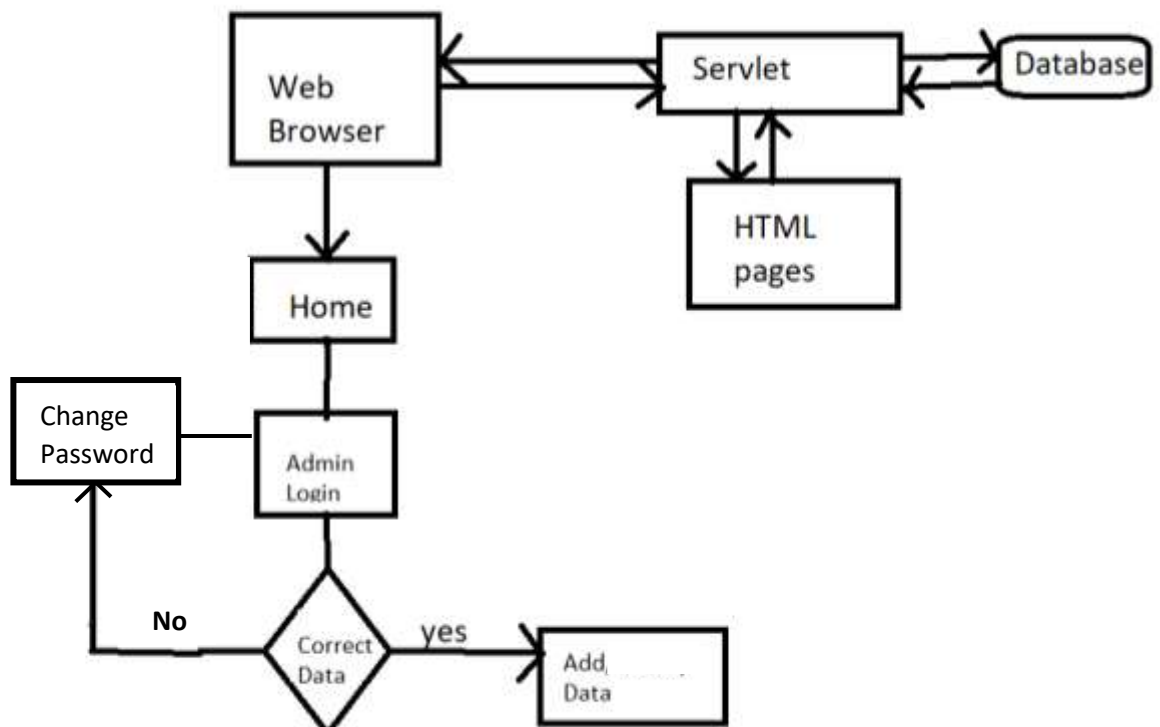 Web
Browser
Servlet
Database
HTML
pages
Home
Change
Password
Admin
Login
No
Correct
Data
yes
Add,
Data